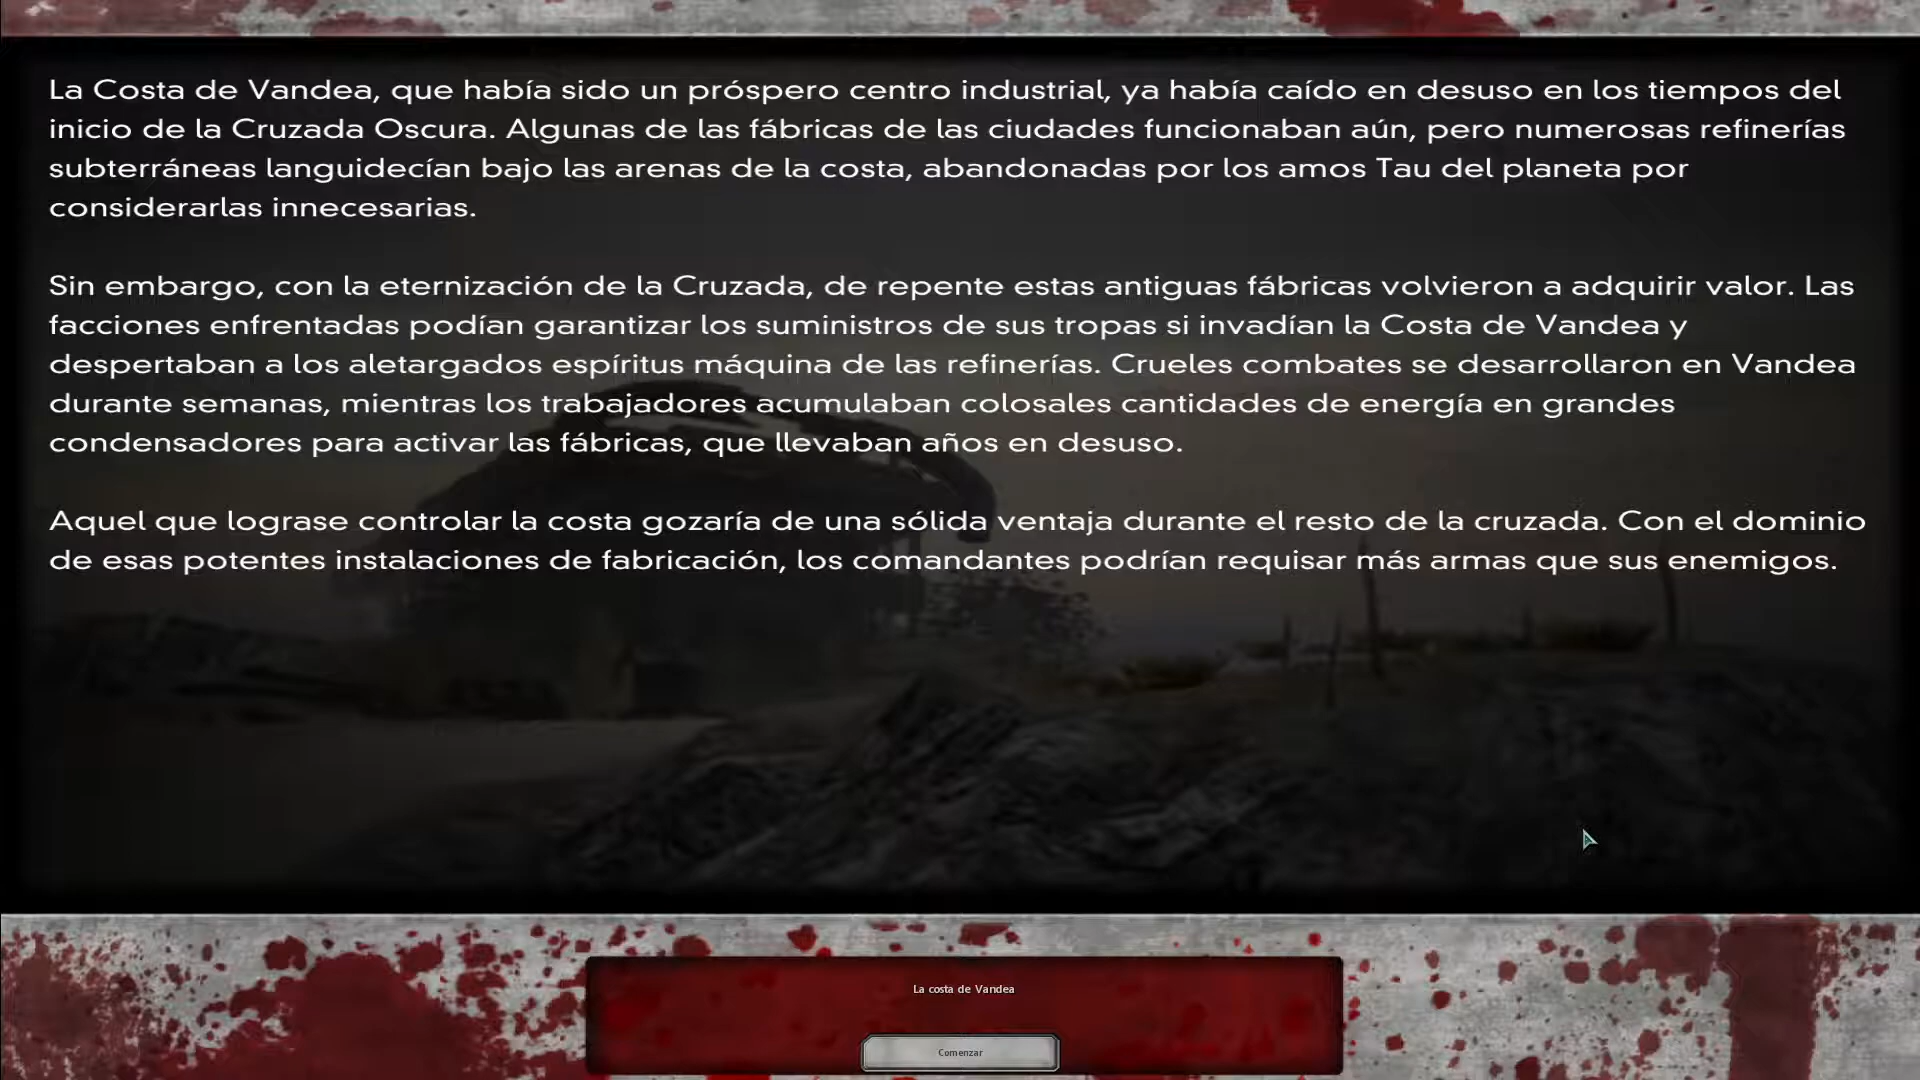 La Costa de Vandea, que había sido un próspero centro industrial, ya había caído en desuso en los tiempos del
inicio de la Cruzada Oscura. Algunas de las fábricas de las ciudades funcionaban aún, pero numerosas refinerías
subterráneas languidecían bajo las arenas de la costa, abandonadas por los amos Tau del planeta por
considerarlas innecesarias.
Sin embargo, con la eternización de la Cruzada, de repente estas antiguas fábricas volvieron a adquirir valor. Las
facciones enfrentadas podían garantizar los suministros de sus tropas si invadían la Costa de Vandea y
despertaban a los aletargados espíritus máquina de las refinerías. Crueles combates se desarrollaron en Vandea
durante semanas, mientras los trabajadores acumulaban colosales cantidades de energía en grandes
condensadores para activar las fábricas, que llevaban años en desuso.
Aquel que lograse controlar la costa gozaría de una sólida ventaja durante el resto de la cruzada. Con el dominio
de esas potentes instalaciones de fabricación, los comandantes podrían requisar más armas que sus enemigos.
La costa de Vandea
Comenzar